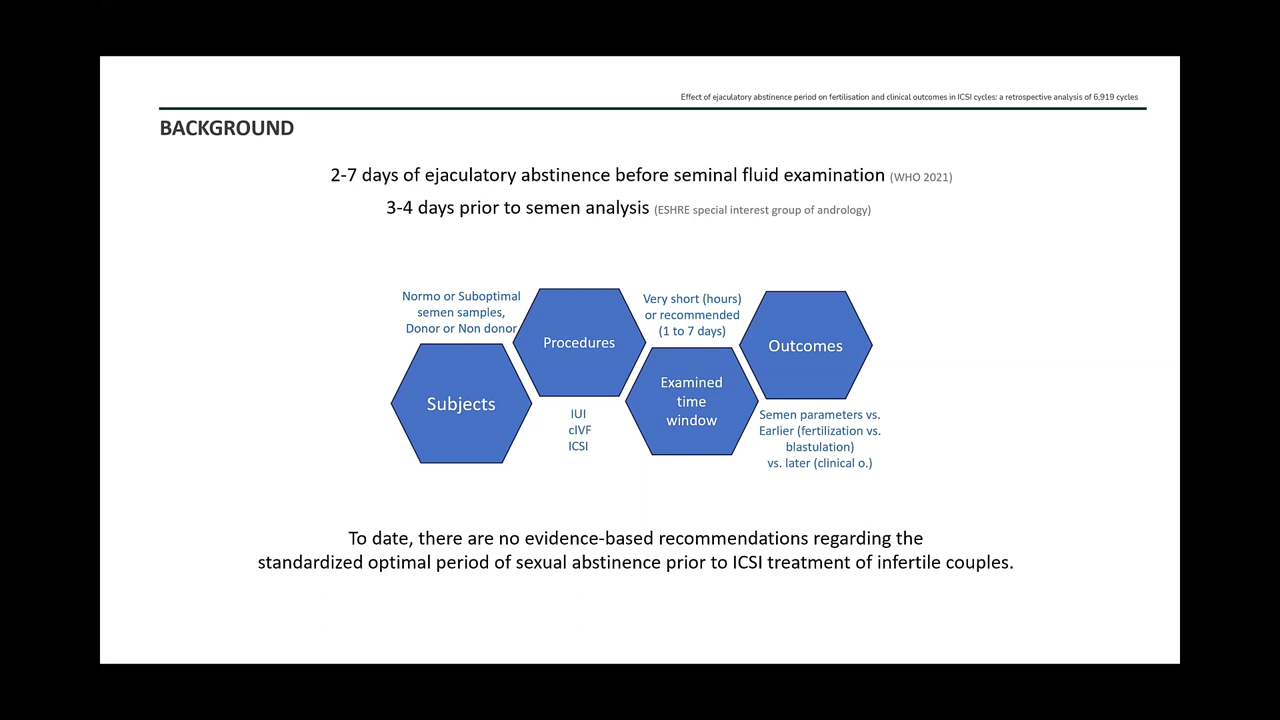 Effect of ejaculatory abstinence period on fertilisation and clinical outcomes in ICSI cycles: a retrospective analysis of 6,919 cycles
BACKGROUND
2-7 days of ejaculatory abstinence before seminal fluid examination (WHO 2021)
3-4 days prior to semen analysis (ESHRE special interest group of andrology)
Normo or Suboptimal
semen samples,
Donor or Non donor
Subjects
Procedures
IUI
cIVF
ICSI
Very short (hours)
or recommended
(1 to 7 days)
Examined
time
window
Outcomes
Semen parameters vs.
Earlier (fertilization vs.
blastulation)
vs. later (clinical o.)
To date, there are no evidence-based recommendations regarding the
standardized optimal period of sexual abstinence prior to ICSI treatment of infertile couples.